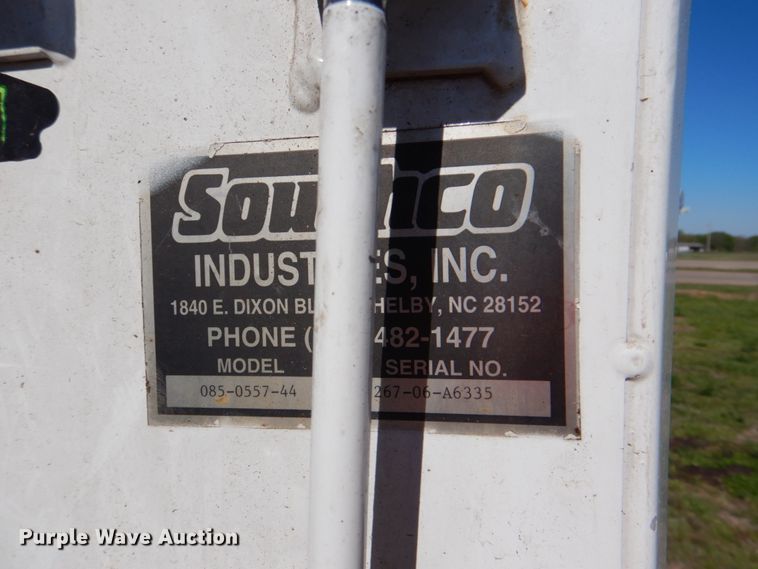 Southco
INDUST ES, INC.
1840 E. DIXON BL HELBY, NC 28152
PHONE ( 482-1477
MODEL SERIAL NO.
085-0557-44 267-06-A6335
Purple Wave Auction